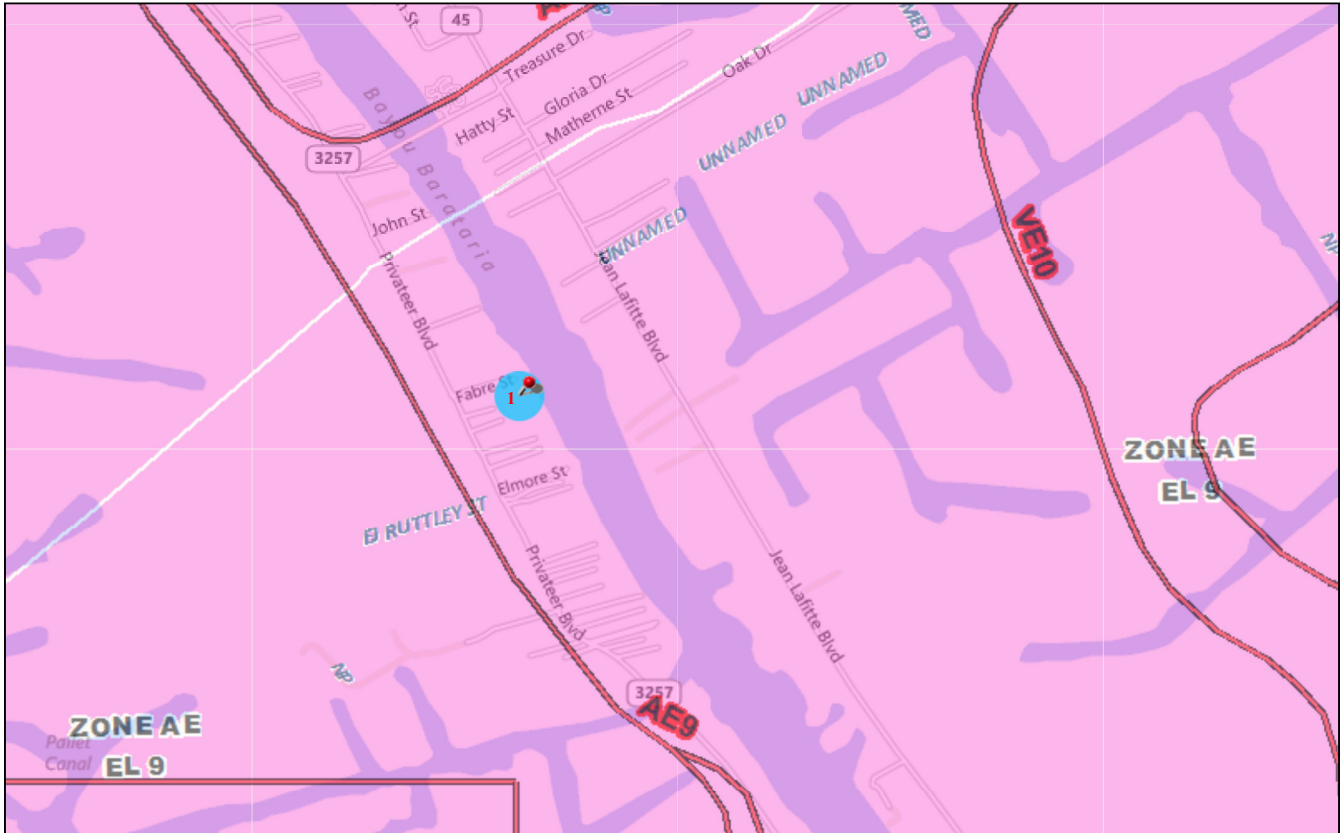 45
Treasure Dr
Gloria Dr
Oak Dr
Hatty St
Matherne St
UNNAMED
UNNAMED
3257
Bayou Barataria
John St
UNNAMED
VE10
Privateer Blvd
Jean Lafitte Blvd
Fabre St
1
ZONE AE
EL 9
Elmore St
EJ RUTTLEY ST
Privateer Blvd
Jean Lafitte Blvd
NP
3257
AE9
ZONE AE
Pailet
Canal
EL 9